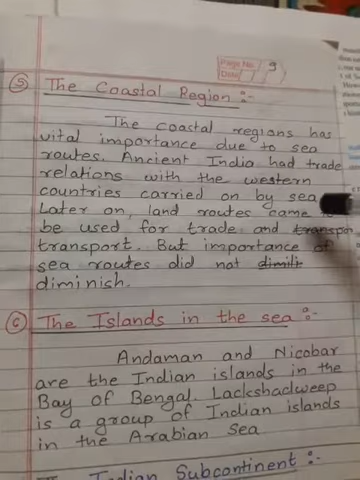 Page No. 9
Date
5 The Coastal Region :-
The coastal regions has
vital importance due to sea
routes. Ancient India had trade
relations with the western
countries carried on by sea
Later on, land routes came
be used for trade and transpor
transport. But importance of
sea routes did not dimili
diminish.
6 The Islands in the sea :-
Andaman and Nicobar
are the Indian islands in the
Bay of Bengal. Lackshadweep
is a group of Indian islands
in the Arabian Sea
Indian Subcontinent :-